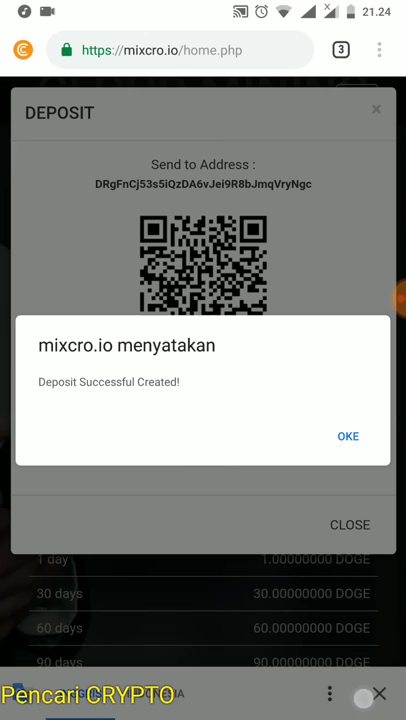 21.24
https://mixcro.io/home.php
3
DEPOSIT
×
Send to Address :
DRgFnCj53s5iQzDA6vJei9R8bJmqVryNgc
mixcro.io menyatakan
Deposit Successful Created!
OKE
CLOSE
1 day 1.00000000 DOGE
30 days 30.00000000 DOGE
60 days 60.00000000 DOGE
90 days 90.00000000 DOGE
Pencari CRYPTO